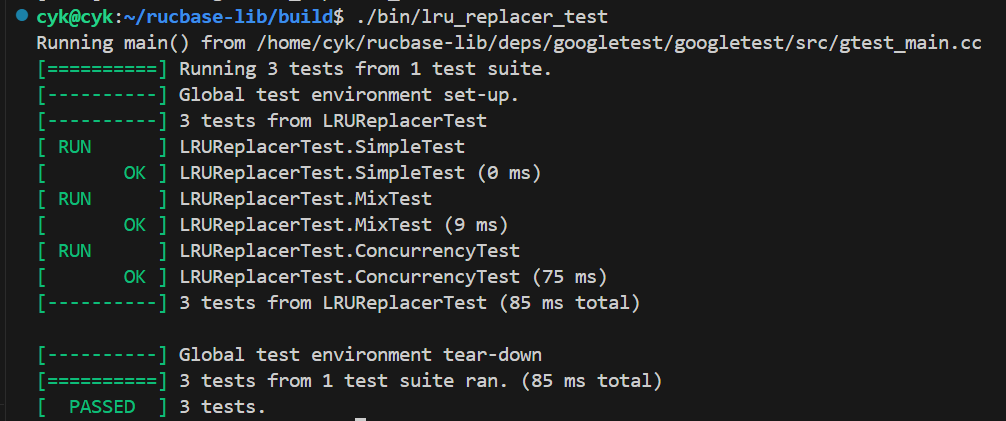 cyk@cyk:~/rucbase-lib/build$ ./bin/lru_replacer_test
Running main() from /home/cyk/rucbase-lib/deps/googletest/googletest/src/gtest_main.cc
[==========] Running 3 tests from 1 test suite.
[----------] Global test environment set-up.
[----------] 3 tests from LRUReplacerTest
[ RUN      ] LRUReplacerTest.SimpleTest
[       OK ] LRUReplacerTest.SimpleTest (0 ms)
[ RUN      ] LRUReplacerTest.MixTest
[       OK ] LRUReplacerTest.MixTest (9 ms)
[ RUN      ] LRUReplacerTest.ConcurrencyTest
[       OK ] LRUReplacerTest.ConcurrencyTest (75 ms)
[----------] 3 tests from LRUReplacerTest (85 ms total)

[----------] Global test environment tear-down
[==========] 3 tests from 1 test suite ran. (85 ms total)
[  PASSED  ] 3 tests.